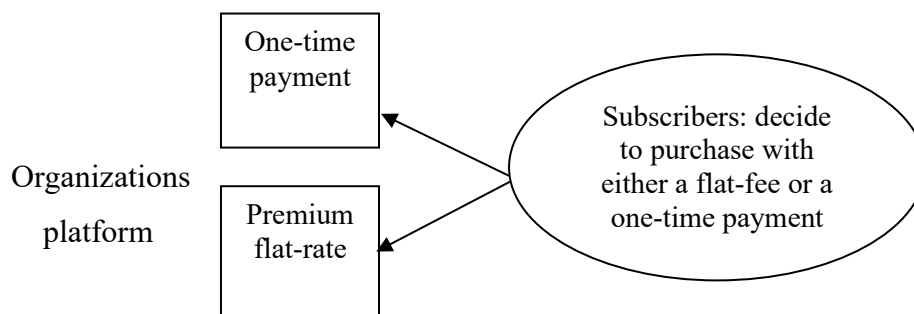 One-time
payment
Subscribers: decide
to purchase with
either a flat-fee or a
one-time payment
Organizations
platform
Premium
flat-rate